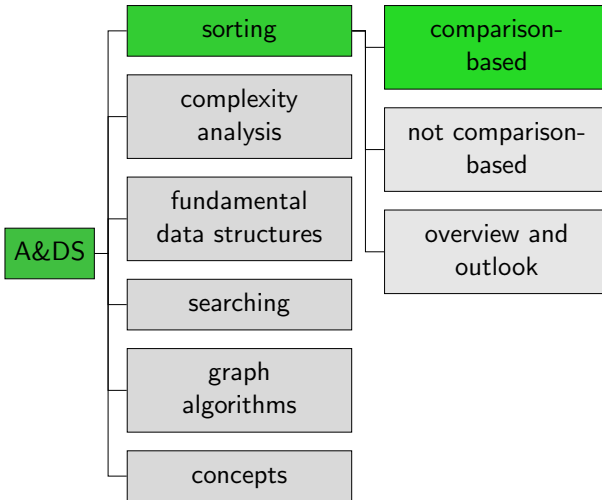 A&DS
sorting
complexity
analysis
fundamental
data structures
searching
graph
algorithms
concepts
comparison-
based
not comparison-
based
overview and
outlook